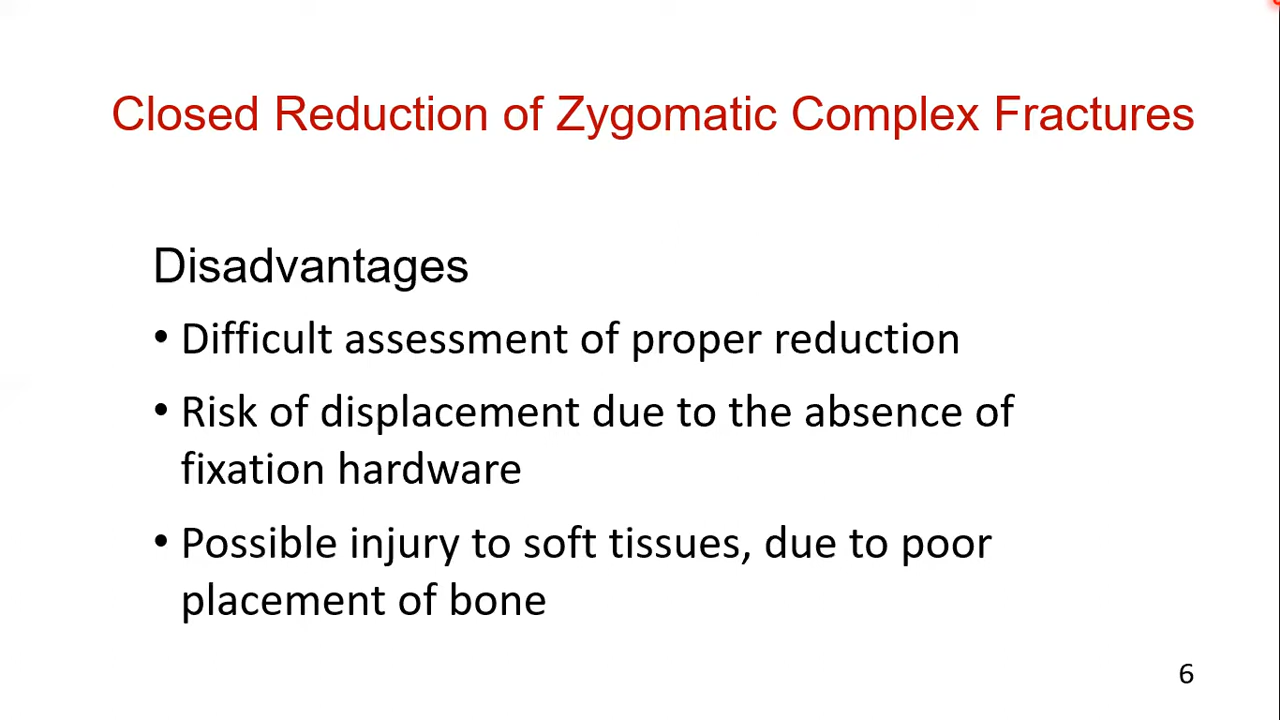 Closed Reduction of Zygomatic Complex Fractures
Disadvantages
• Difficult assessment of proper reduction
• Risk of displacement due to the absence of
fixation hardware
• Possible injury to soft tissues, due to poor
placement of bone
6